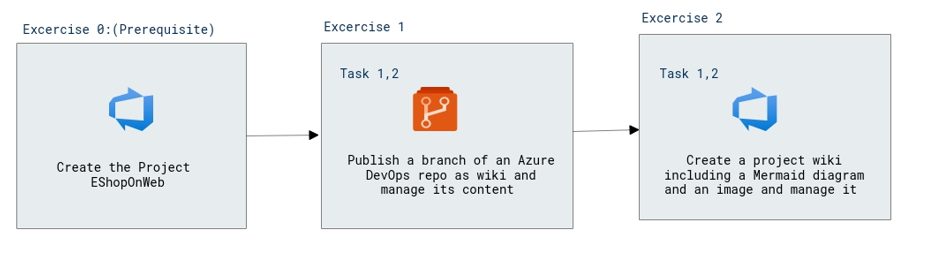 Excercise 0:(Prerequisite)
Create the Project
EShopOnWeb
Excercise 1
Task 1,2
Publish a branch of an Azure
DevOps repo as wiki and
manage its content
Excercise 2
Task 1,2
Create a project wiki
including a Mermaid diagram
and an image and manage it